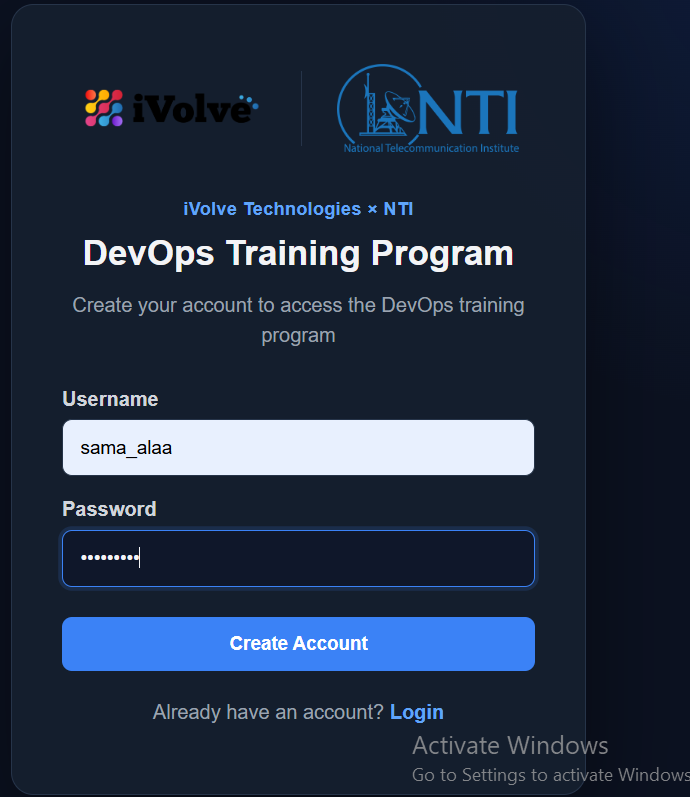 iVolve
NTI
National Telecommunication Institute
iVolve Technologies × NTI
DevOps Training Program
Create your account to access the DevOps training
program
Username
sama_alaa
Password
•••••••••
Create Account
Already have an account? Login
Activate Windows
Go to Settings to activate Windows